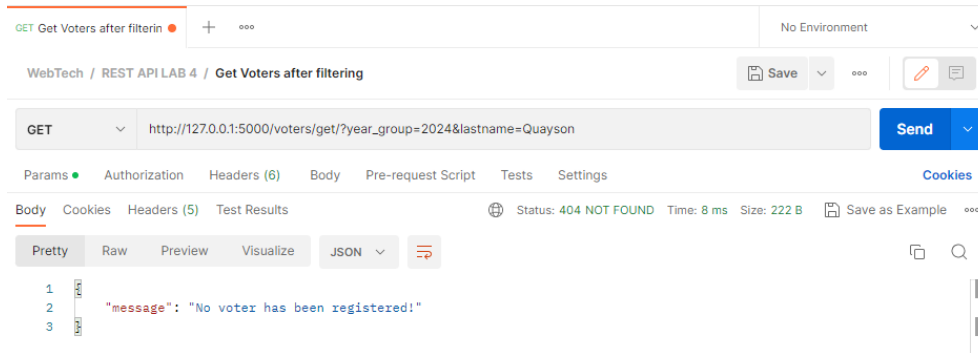 GET Get Voters after filterin
No Environment
WebTech / REST API LAB 4 / Get Voters after filtering
Save
GET http://127.0.0.1:5000/voters/get/?year_group=2024&lastname=Quayson Send
Params Authorization Headers (6) Body Pre-request Script Tests Settings Cookies
Body Cookies Headers (5) Test Results Status: 404 NOT FOUND Time: 8 ms Size: 222 B Save as Example
Pretty Raw Preview Visualize JSON
1 {
2 "message": "No voter has been registered!"
3 }